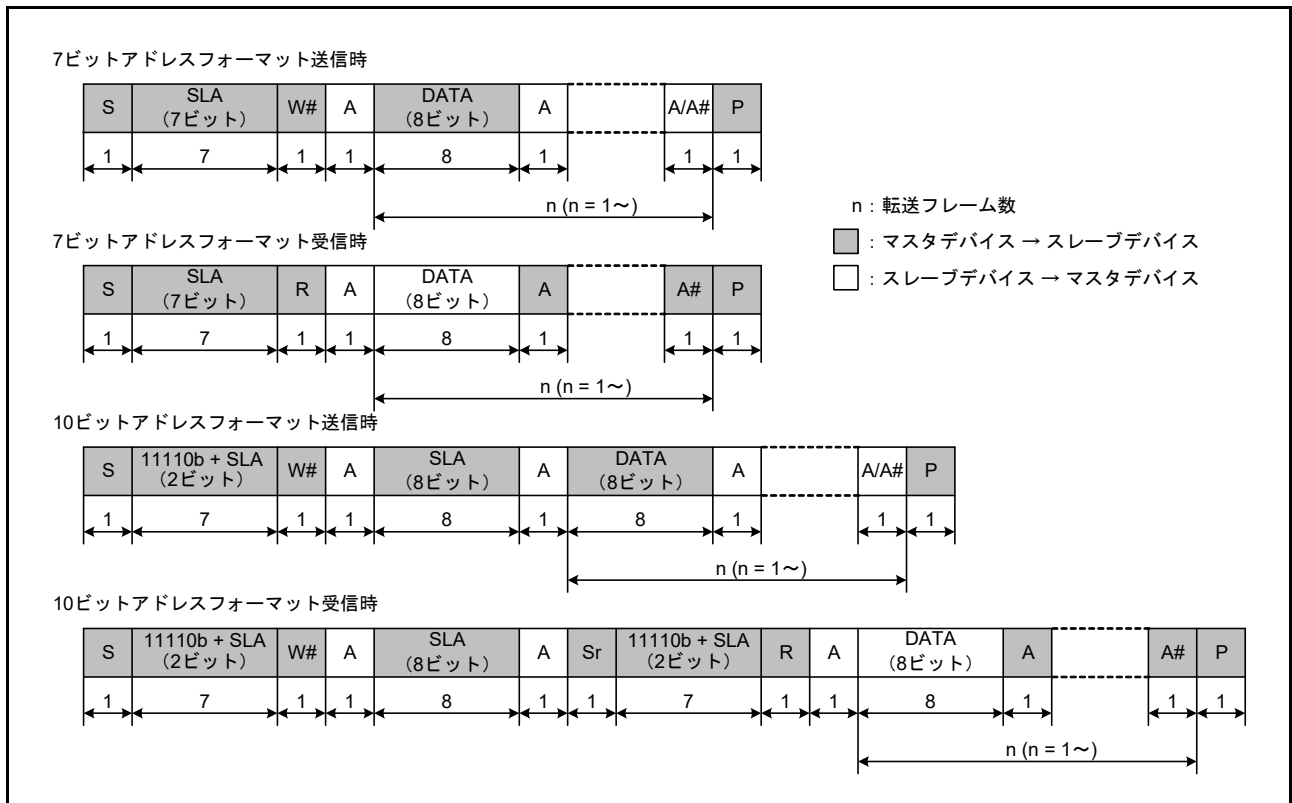 7ビットアドレスフォーマット送信時
S SLA (7ビット) W# A DATA (8ビット) A A/A# P
1 7 1 1 8 1 1 1
n (n = 1～)
n：転送フレーム数
：マスタデバイス → スレーブデバイス
：スレーブデバイス → マスタデバイス
7ビットアドレスフォーマット受信時
S SLA (7ビット) R A DATA (8ビット) A A# P
1 7 1 1 8 1 1 1
n (n = 1～)
10ビットアドレスフォーマット送信時
S 11110b + SLA (2ビット) W# A SLA (8ビット) A DATA (8ビット) A A/A# P
1 7 1 1 8 1 8 1 1 1
n (n = 1～)
10ビットアドレスフォーマット受信時
S 11110b + SLA (2ビット) W# A SLA (8ビット) A Sr 11110b + SLA (2ビット) R A DATA (8ビット) A A# P
1 7 1 1 8 1 1 7 1 1 8 1 1 1
n (n = 1～)